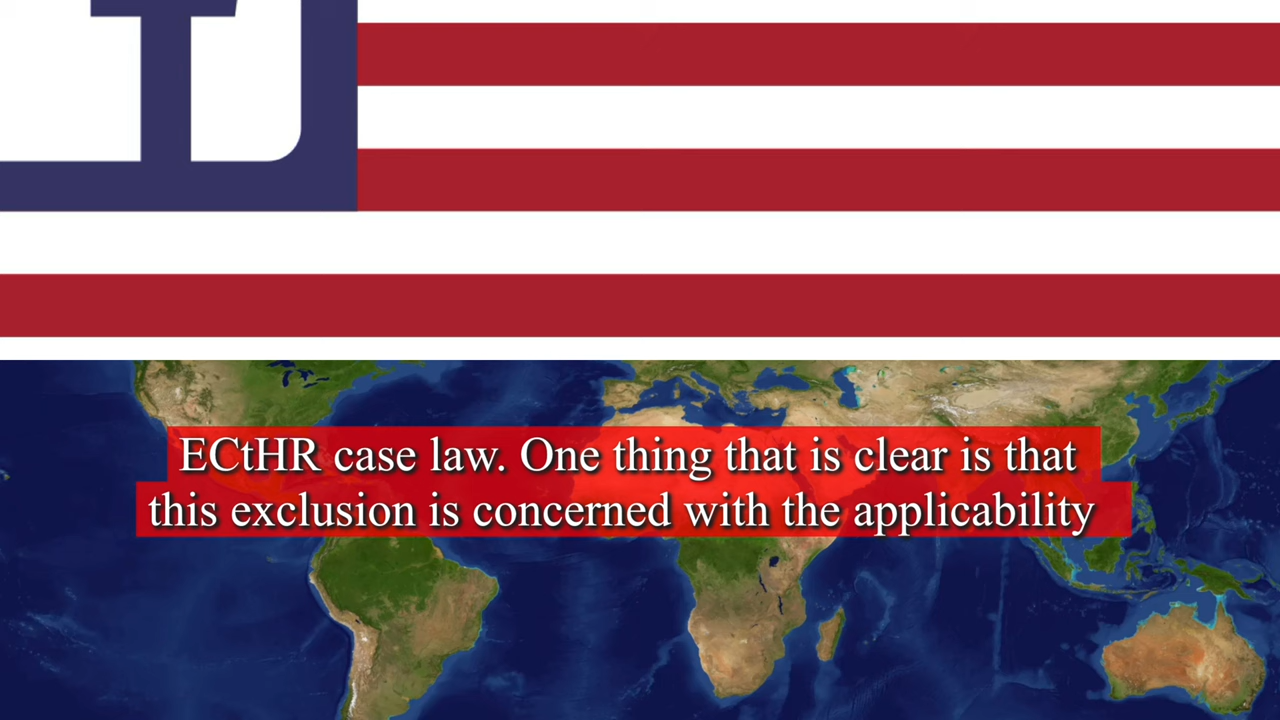 ECtHR case law. One thing that is clear is that
this exclusion is concerned with the applicability